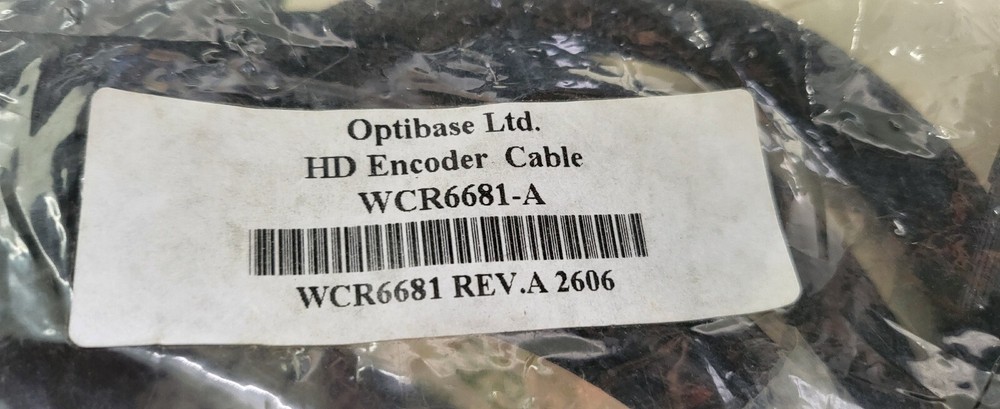 Optibase Ltd.
HD Encoder Cable
WCR6681-A
WCR6681 REV.A 2606